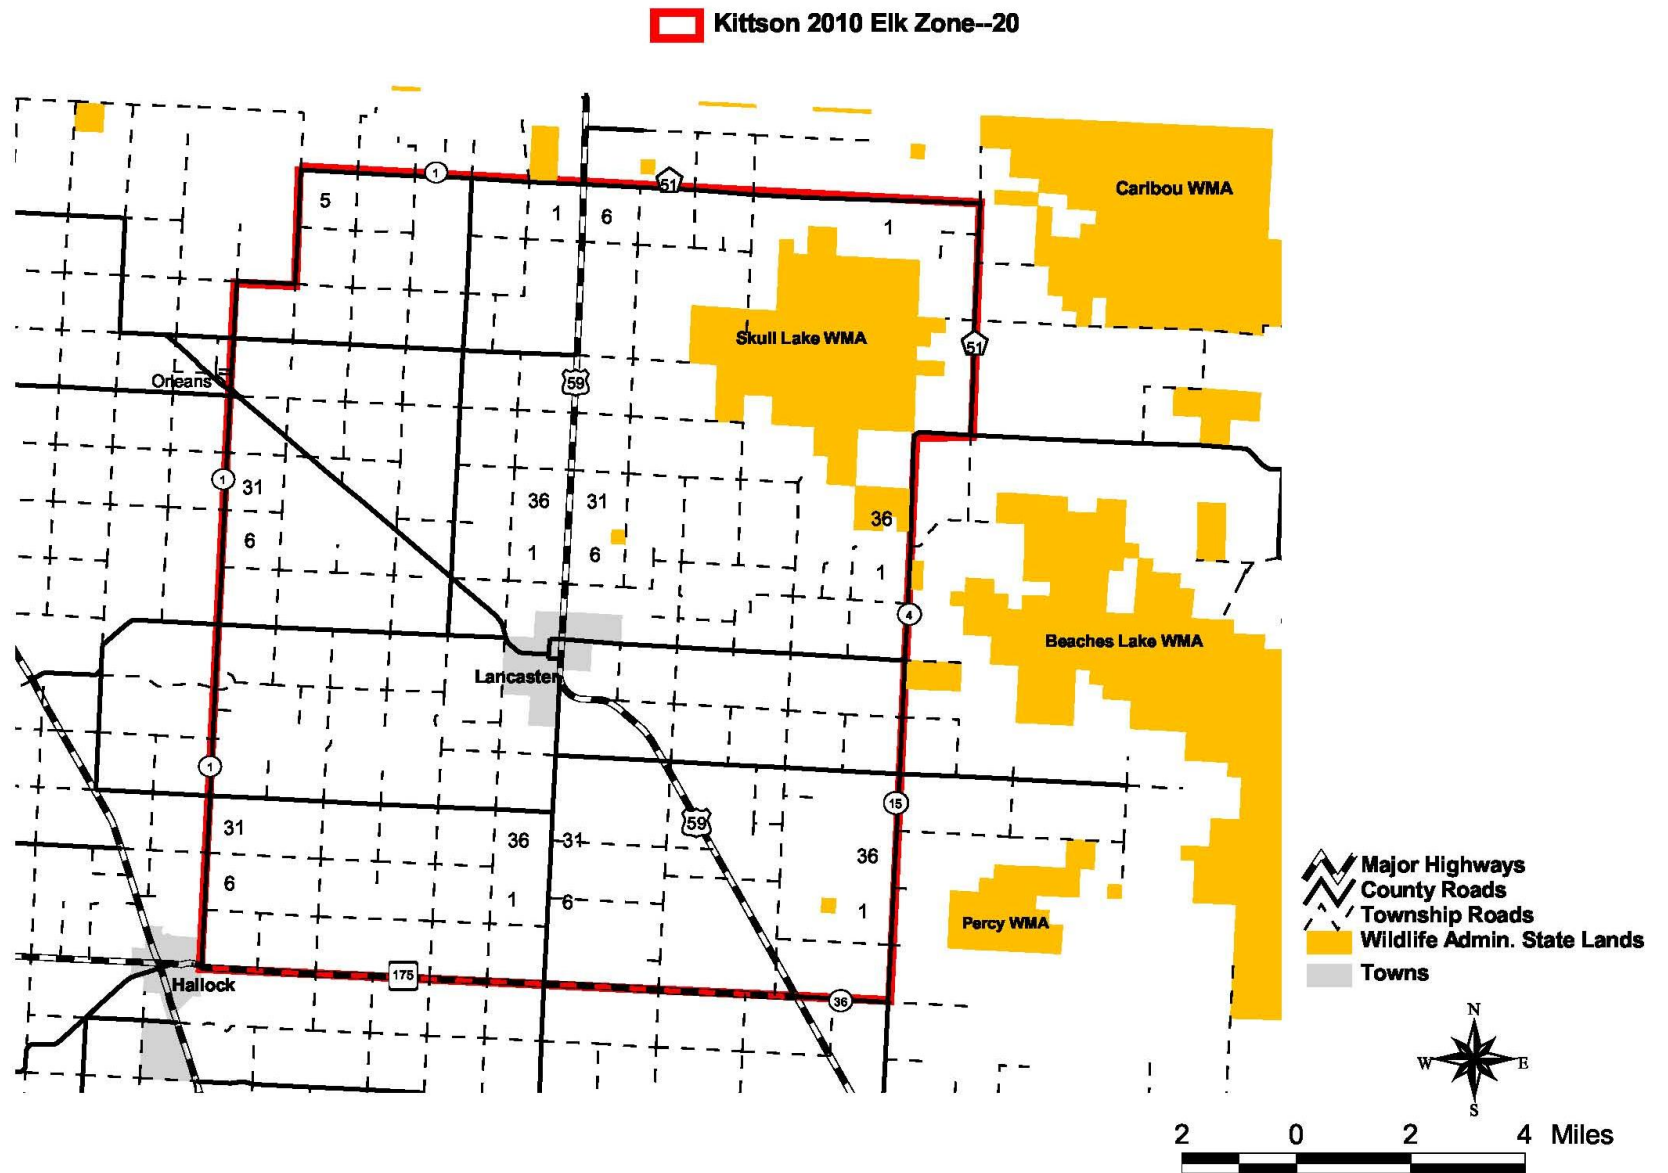 Kittson 2010 Elk Zone--20
Caribou WMA
1
51
5
1
6
1
Skull Lake WMA
51
59
Orleans
1
31
36
31
36
6
1
6
1
4
Beaches Lake WMA
Lancaster
1
15
59
31
36
31
36
6
1
6
1
Percy WMA
Hallock
175
36
Major Highways
County Roads
Township Roads
Wildlife Admin. State Lands
Towns
N
W
E
S
2 0 2 4 Miles